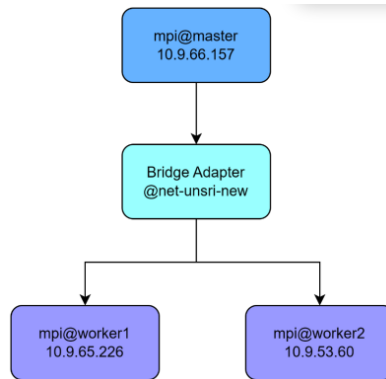 mpi@master
10.9.66.157
Bridge Adapter
@net-unsri-new
mpi@worker1
10.9.65.226
mpi@worker2
10.9.53.60